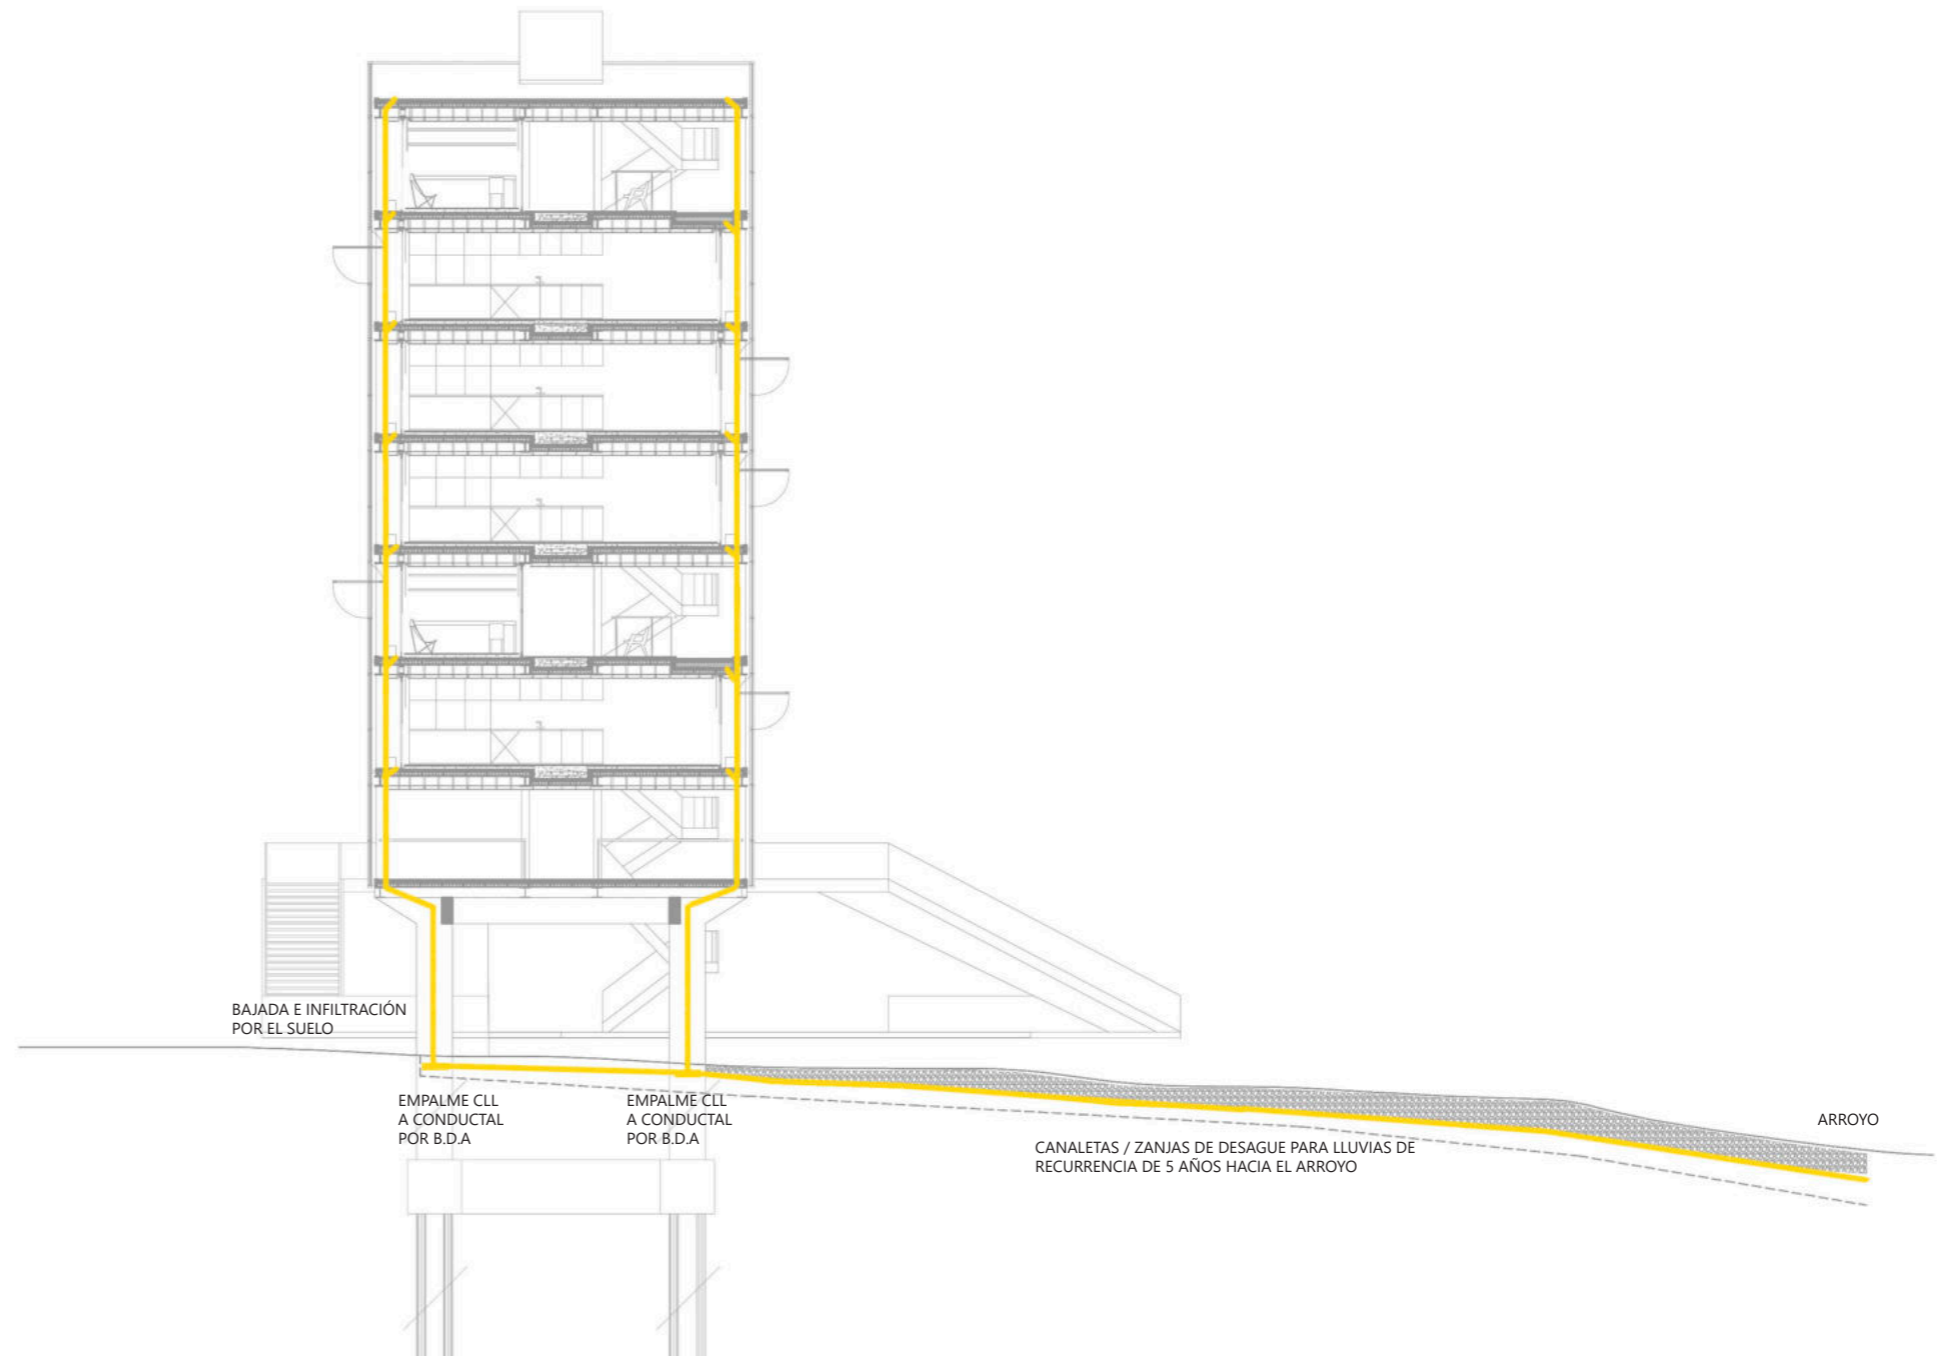 BAJADA E INFILTRACIÓN
POR EL SUELO
EMPALME CLL
A CONDUCTAL
POR B.D.A
EMPALME CLL
A CONDUCTAL
POR B.D.A
CANALETAS / ZANJAS DE DESAGUE PARA LLUVIAS DE
RECURRENCIA DE 5 AÑOS HACIA EL ARROYO
ARROYO